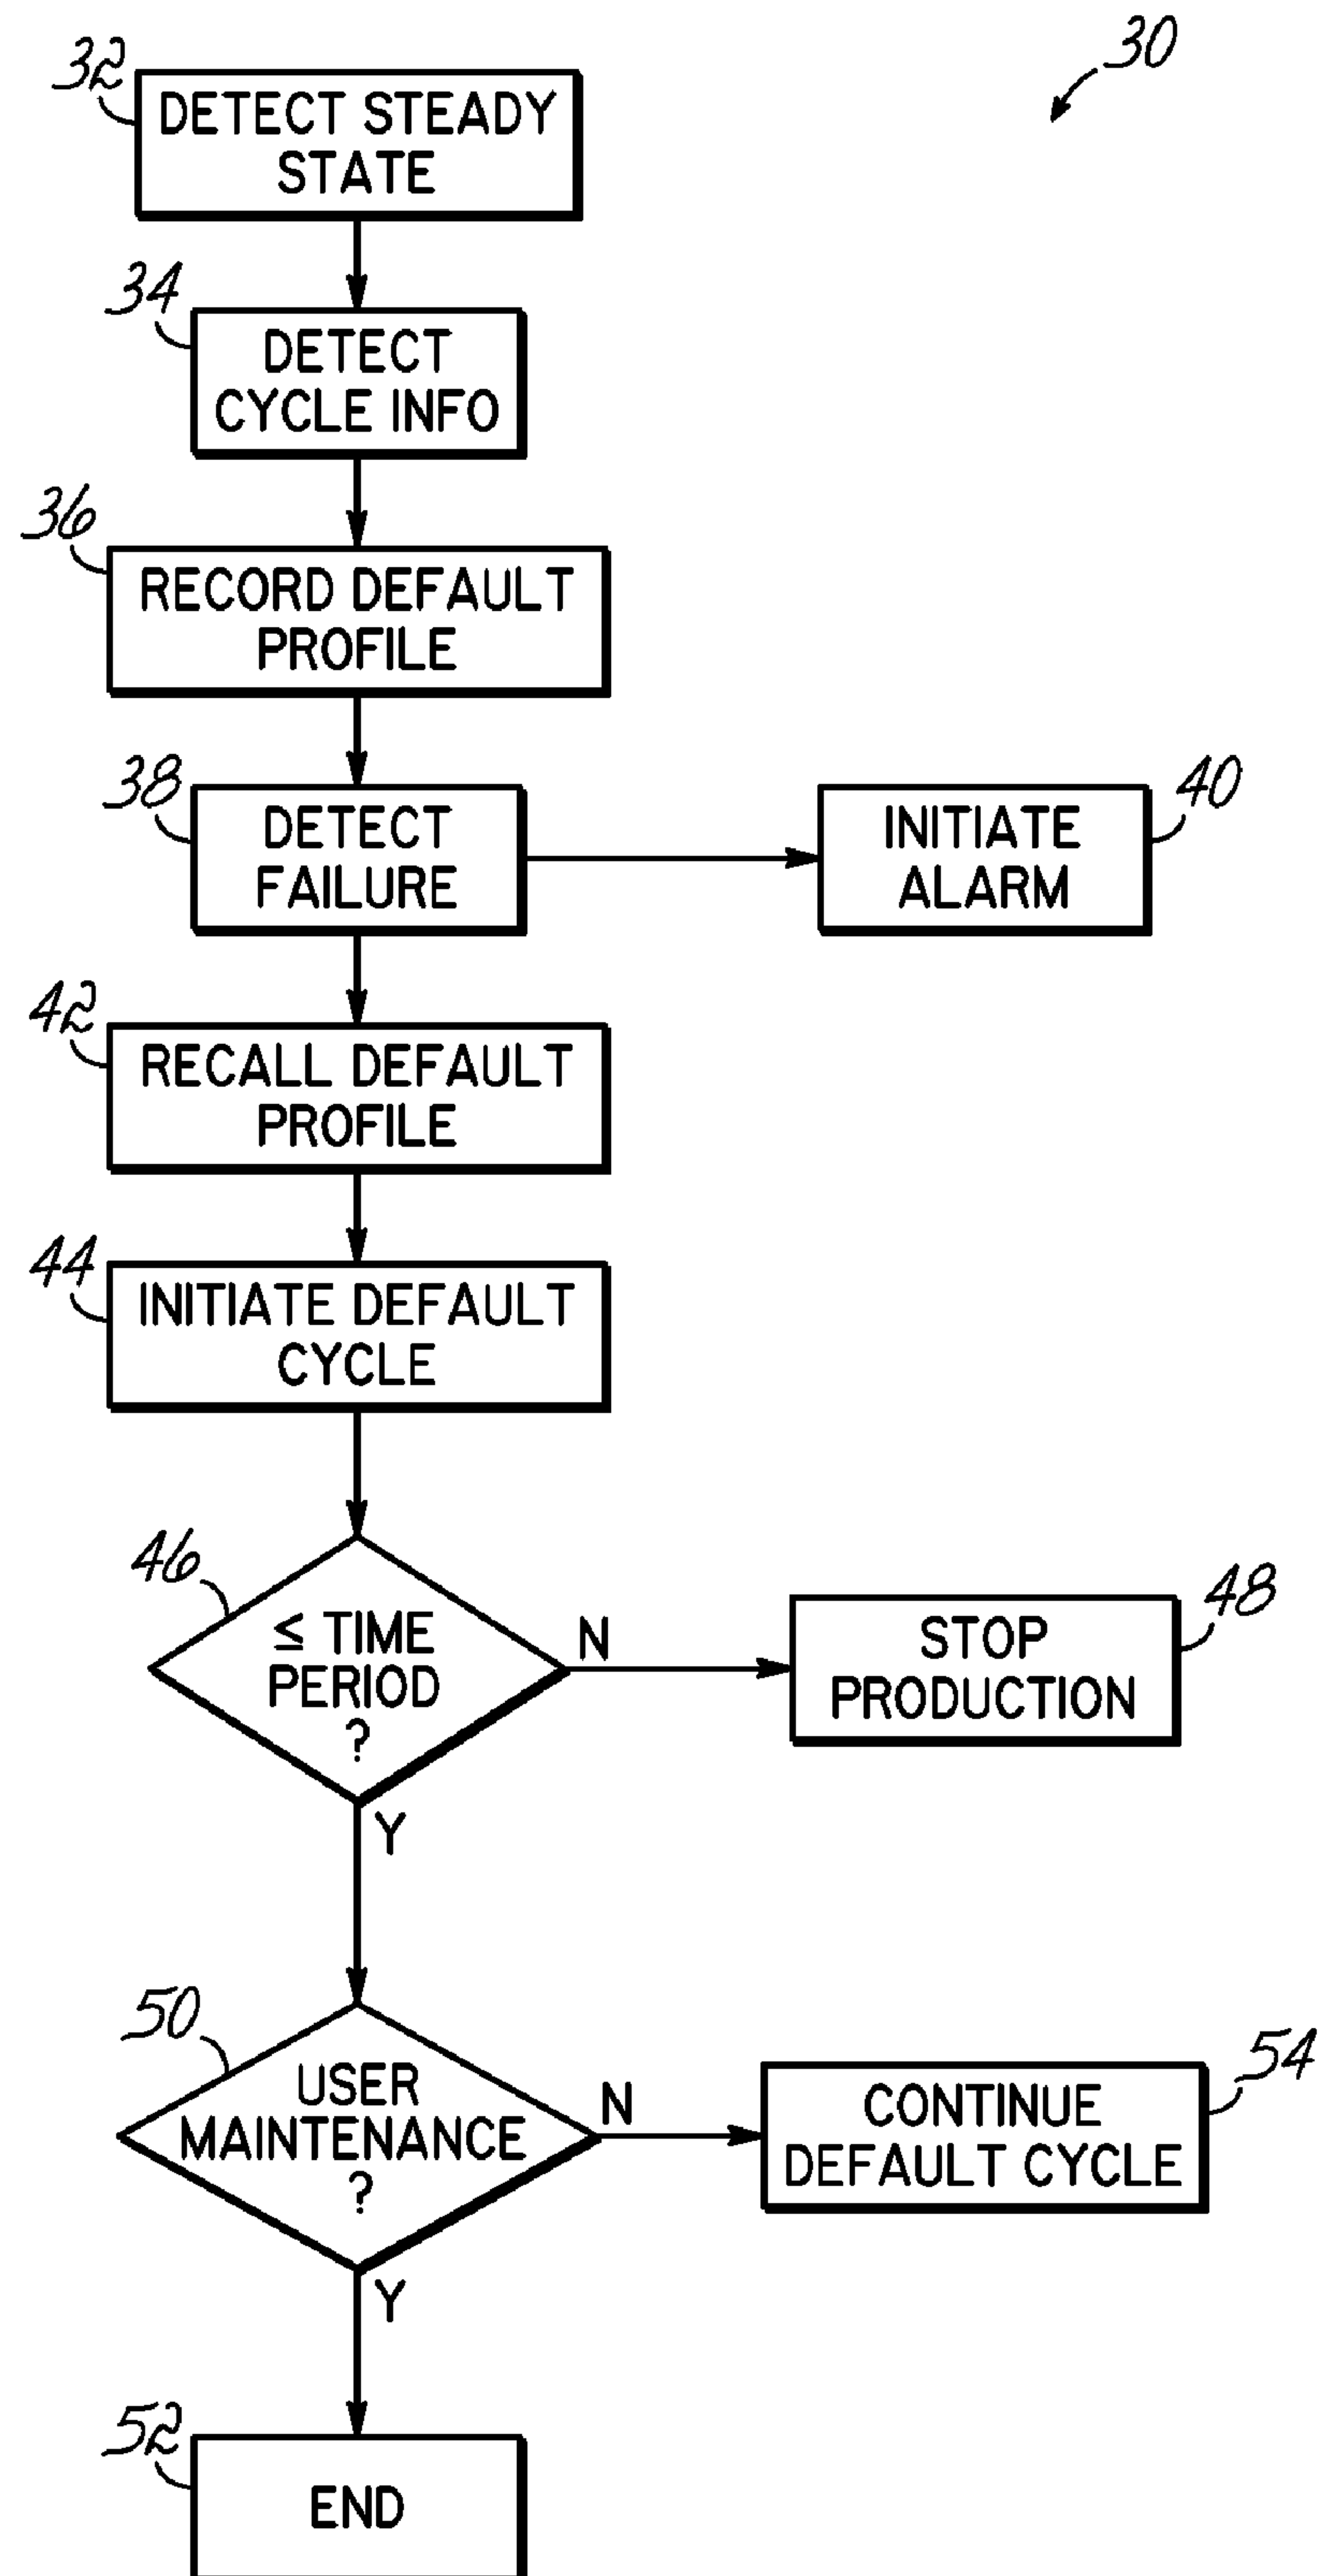 30
32
DETECT STEADY
STATE
34
DETECT
CYCLE INFO
36
RECORD DEFAULT
PROFILE
38
DETECT
FAILURE
40
INITIATE
ALARM
42
RECALL DEFAULT
PROFILE
44
INITIATE DEFAULT
CYCLE
46
≤ TIME
PERIOD
?
N
48
STOP
PRODUCTION
Y
50
USER
MAINTENANCE
?
N
54
CONTINUE
DEFAULT CYCLE
Y
52
END